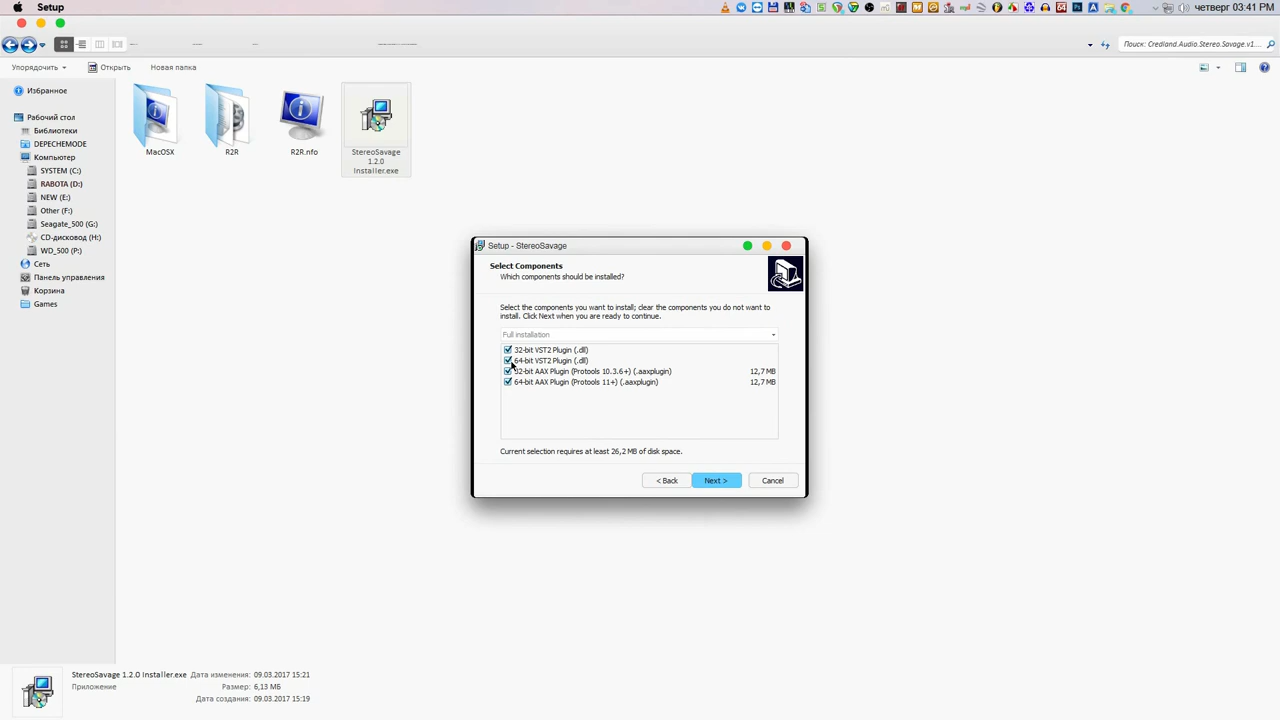 Setup
четверг 03:41 PM
Поиск: Credland.Audio.Stereo.Savage.v1...
Упорядочить
Открыть
Новая папка
Избранное
Рабочий стол
Библиотеки
DEPECHEMODE
Компьютер
SYSTEM (C:)
RABOTA (D:)
NEW (E:)
Other (F:)
Seagate_500 (G:)
CD-дисковод (H:)
WD_500 (P:)
Сеть
Панель управления
Корзина
Games
MacOSX
R2R
R2R.nfo
StereoSavage
1.2.0
Installer.exe
Setup - StereoSavage
Select Components
Which components should be installed?
Select the components you want to install; clear the components you do not want to
install. Click Next when you are ready to continue.
Full installation
32-bit VST2 Plugin (.dll)
64-bit VST2 Plugin (.dll)
32-bit AAX Plugin (Protools 10.3.6+) (.aaxplugin) 12,7 MB
64-bit AAX Plugin (Protools 11+) (.aaxplugin) 12,7 MB
Current selection requires at least 26,2 MB of disk space.
< Back
Next >
Cancel
StereoSavage 1.2.0 Installer.exe Дата изменения: 09.03.2017 15:21
Приложение Размер: 6,13 МБ
Дата создания: 09.03.2017 15:19